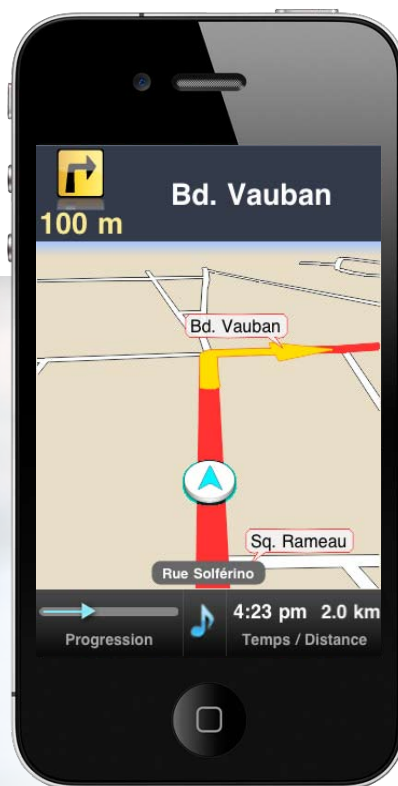 Bd. Vauban
100 m
Bd. Vauban
Sq. Rameau
Rue Solférino
4:23 pm 2.0 km
Progression
Temps / Distance